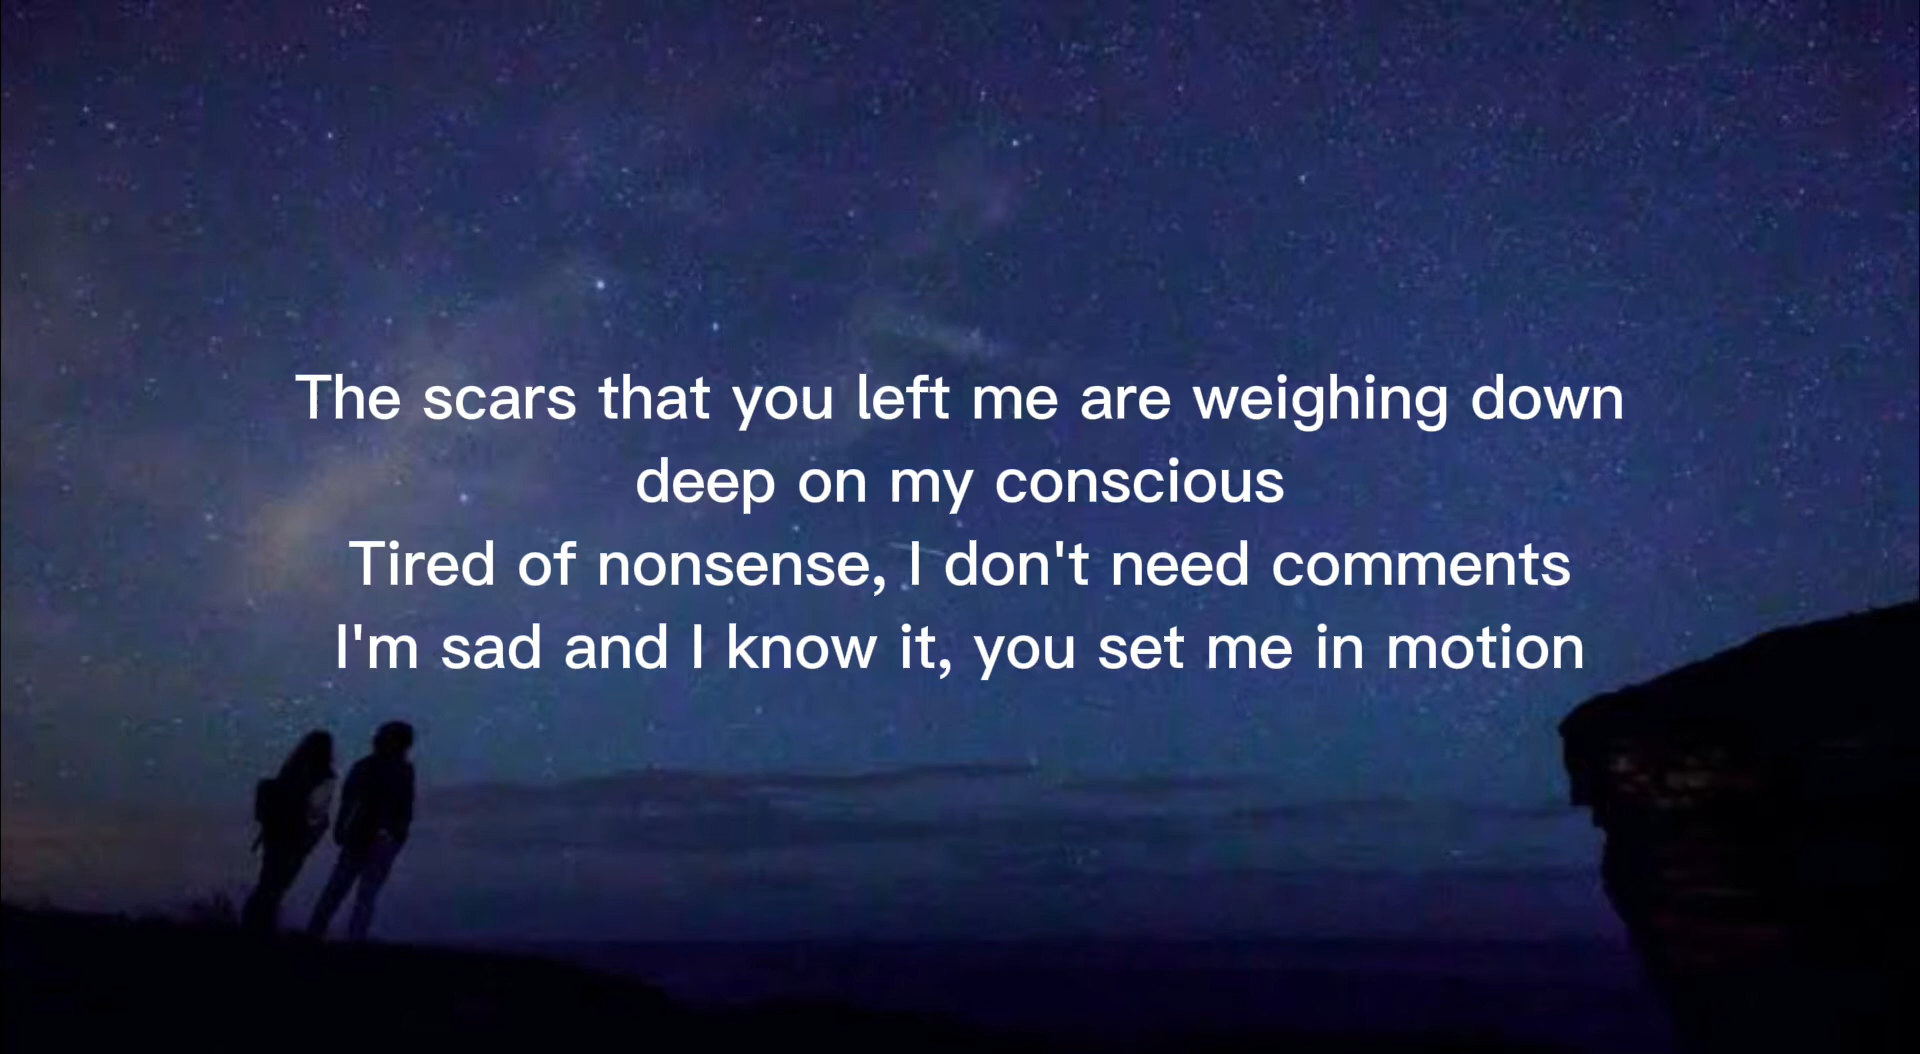 The scars that you left me are weighing down
deep on my conscious
Tired of nonsense, I don't need comments
I'm sad and I know it, you set me in motion